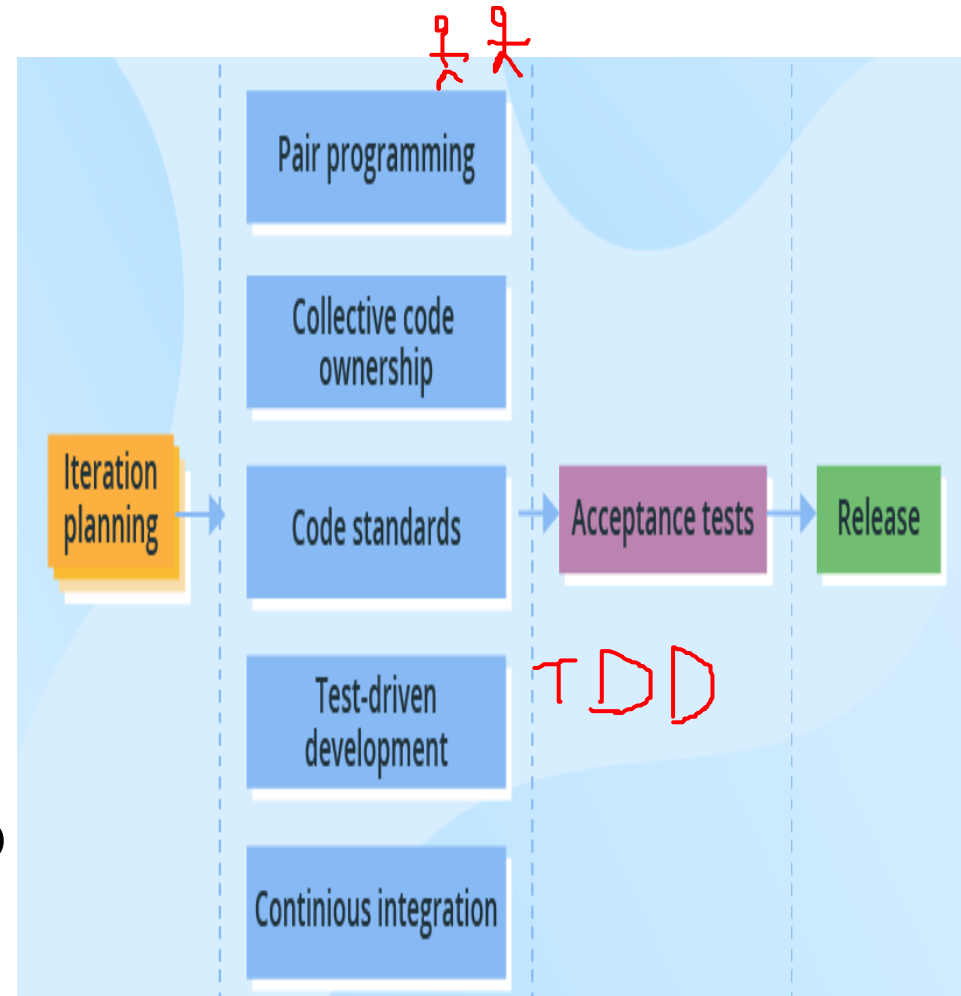 Pair programming
Collective code
ownership
Iteration
planning
Code standards
Acceptance tests
Release
Test-driven
development
TDD
Continious integration